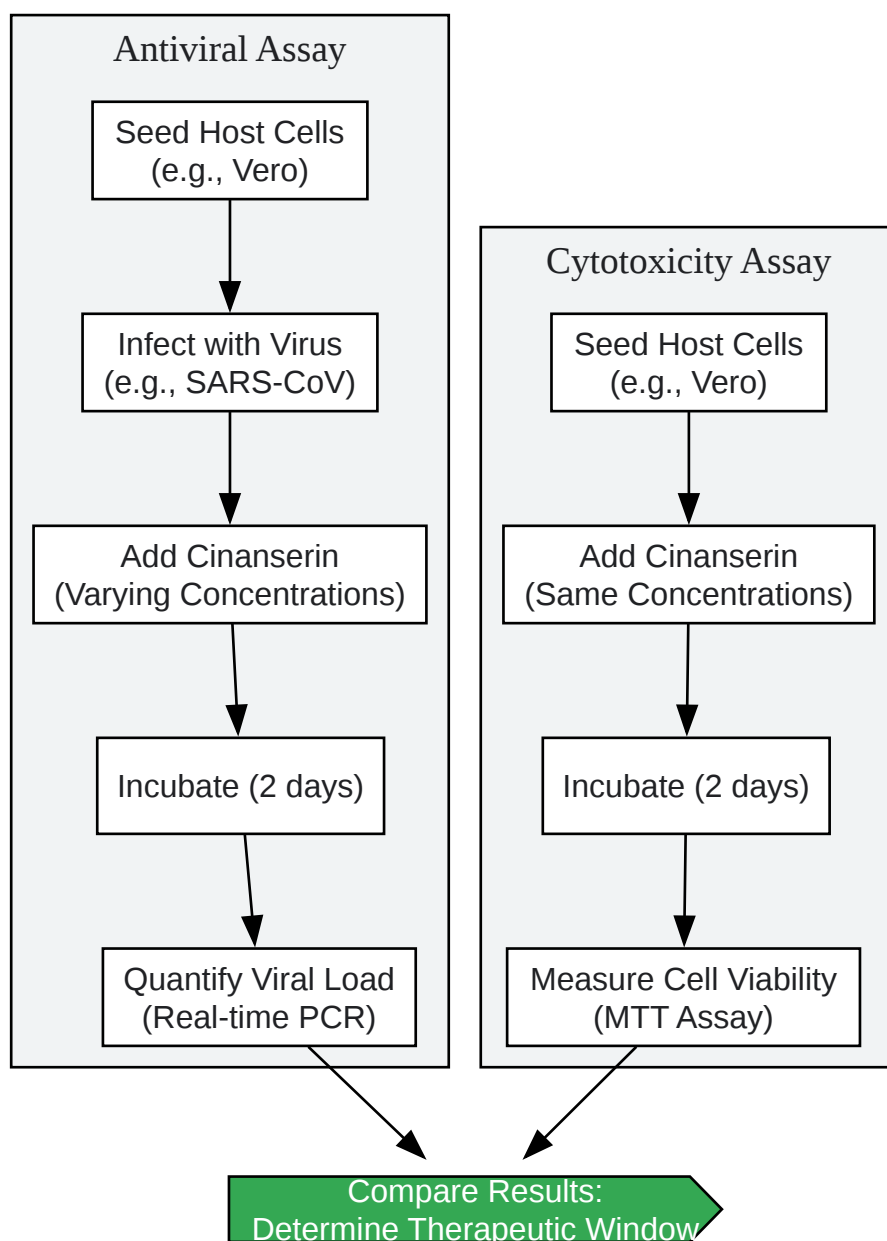 Antiviral Assay
Seed Host Cells
(e.g., Vero)
Infect with Virus
(e.g., SARS-CoV)
Add Cinanserin
(Varying Concentrations)
Incubate (2 days)
Quantify Viral Load
(Real-time PCR)
Cytotoxicity Assay
Seed Host Cells
(e.g., Vero)
Add Cinanserin
(Same Concentrations)
Incubate (2 days)
Measure Cell Viability
(MTT Assay)
Compare Results:
Determine Therapeutic Window